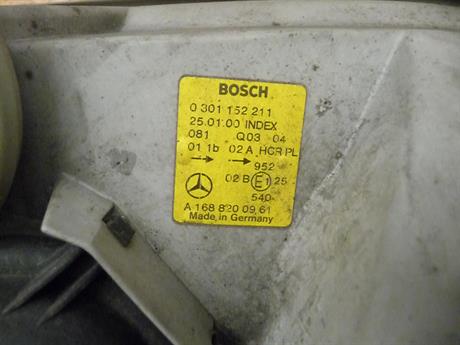 BOSCH
0 301 152 211
25.01.00 INDEX
081 Q03 04
01 1b 02 A HCR PL
952
02 B E1 25
540
A 168 820 09 61
Made in Germany